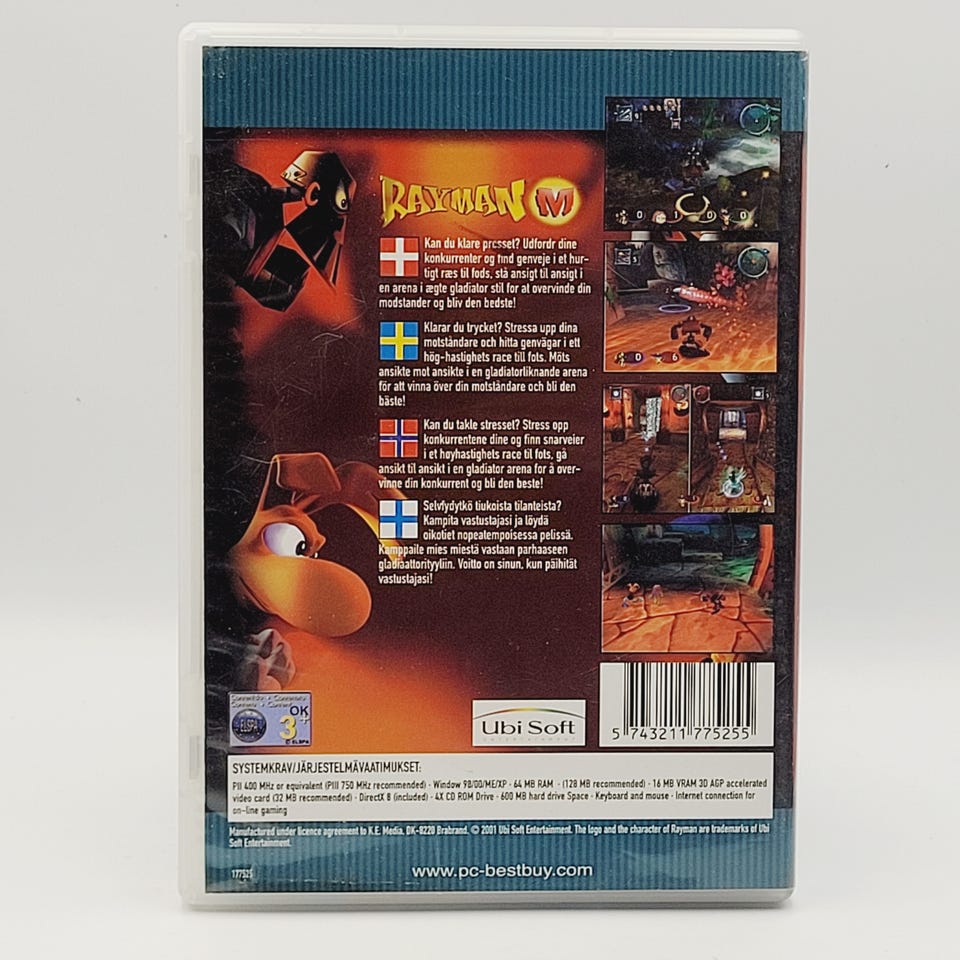 RAYMAN M
Kan du klare presset? Udfordr dine
konkurrenter og find genveje i et hur-
tigt ræs til fods, stå ansigt til ansigt i
en arena i ægte gladiator stil for at overvinde din
modstander og bliv den bedste!
Klarar du trycket? Stressa upp dina
motståndare och hitta genvägar i ett
hög-hastighets race till fots. Möts
ansikte mot ansikte i en gladiatorliknande arena
för att vinna över din motståndare och bli den
bäste!
Kan du takle stresset? Stress opp
konkurrentene dine og finn snarveier
i et høyhastighets race til fots, gå
ansikt til ansikt i en gladiator arena for å over-
vinne din konkurrent og bli den beste!
Selvfydytkö tiukoista tilanteista?
Kampita vastustajasi ja löydä
oikotiet nopeatempoisessa pelissä.
Kamppaile mies miestä vastaan parhaaseen
gladiaattorityyliin. Voitto on sinun, kun päihität
vastustajasi!
OK
3+
ELSPA
© ELSPA
Ubi Soft
ENTERTAINMENT
5 743211 775255
SYSTEMKRAV/JÄRJESTELMÄVAATIMUKSET:
PII 400 MHz or equivalent (PIII 750 MHz recommended) - Window 98/00/ME/XP - 64 MB RAM - (128 MB recommended) - 16 MB VRAM 3D AGP accelerated
video card (32 MB recommended) - DirectX 8 (included) - 4X CD ROM Drive - 600 MB hard drive Space - Keyboard and mouse - Internet connection for
on-line gaming
Manufactured under licence agreement to K.E. Media, DK-8220 Brabrand. © 2001 Ubi Soft Entertainment. The logo and the character of Rayman are trademarks of Ubi
Soft Entertainment.
177525
www.pc-bestbuy.com